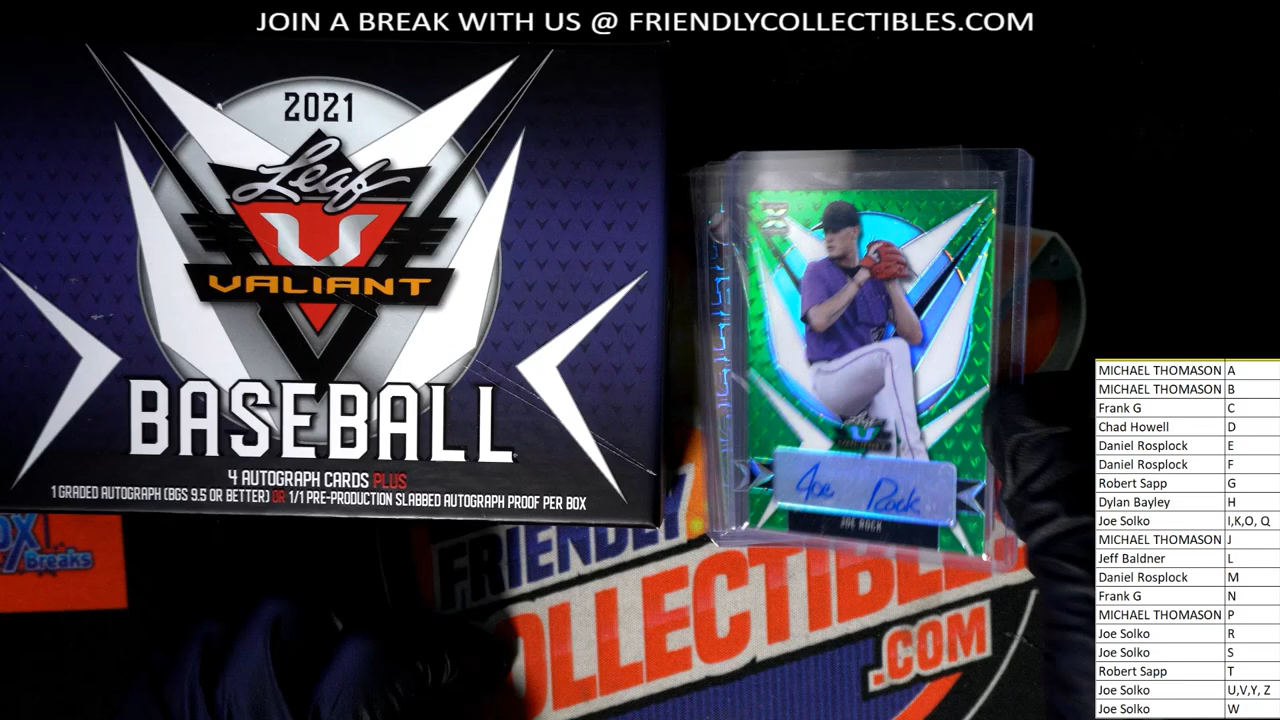 JOIN A BREAK WITH US @ FRIENDLYCOLLECTIBLES.COM
2021
Leaf
VALIANT
BASEBALL
4 AUTOGRAPH CARDS PLUS
1 GRADED AUTOGRAPH (BGS 9.5 OR BETTER) OR 1/1 PRE-PRODUCTION SLABBED AUTOGRAPH PROOF PER BOX
Joe Rock
JOE ROCK
Breaks
FRIENDLY
COLLECTIBLES
.COM
MICHAEL THOMASON A
MICHAEL THOMASON B
Frank G C
Chad Howell D
Daniel Rosplock E
Daniel Rosplock F
Robert Sapp G
Dylan Bayley H
Joe Solko I,K,O, Q
MICHAEL THOMASON J
Jeff Baldner L
Daniel Rosplock M
Frank G N
MICHAEL THOMASON P
Joe Solko R
Joe Solko S
Robert Sapp T
Joe Solko U,V,Y, Z
Joe Solko W